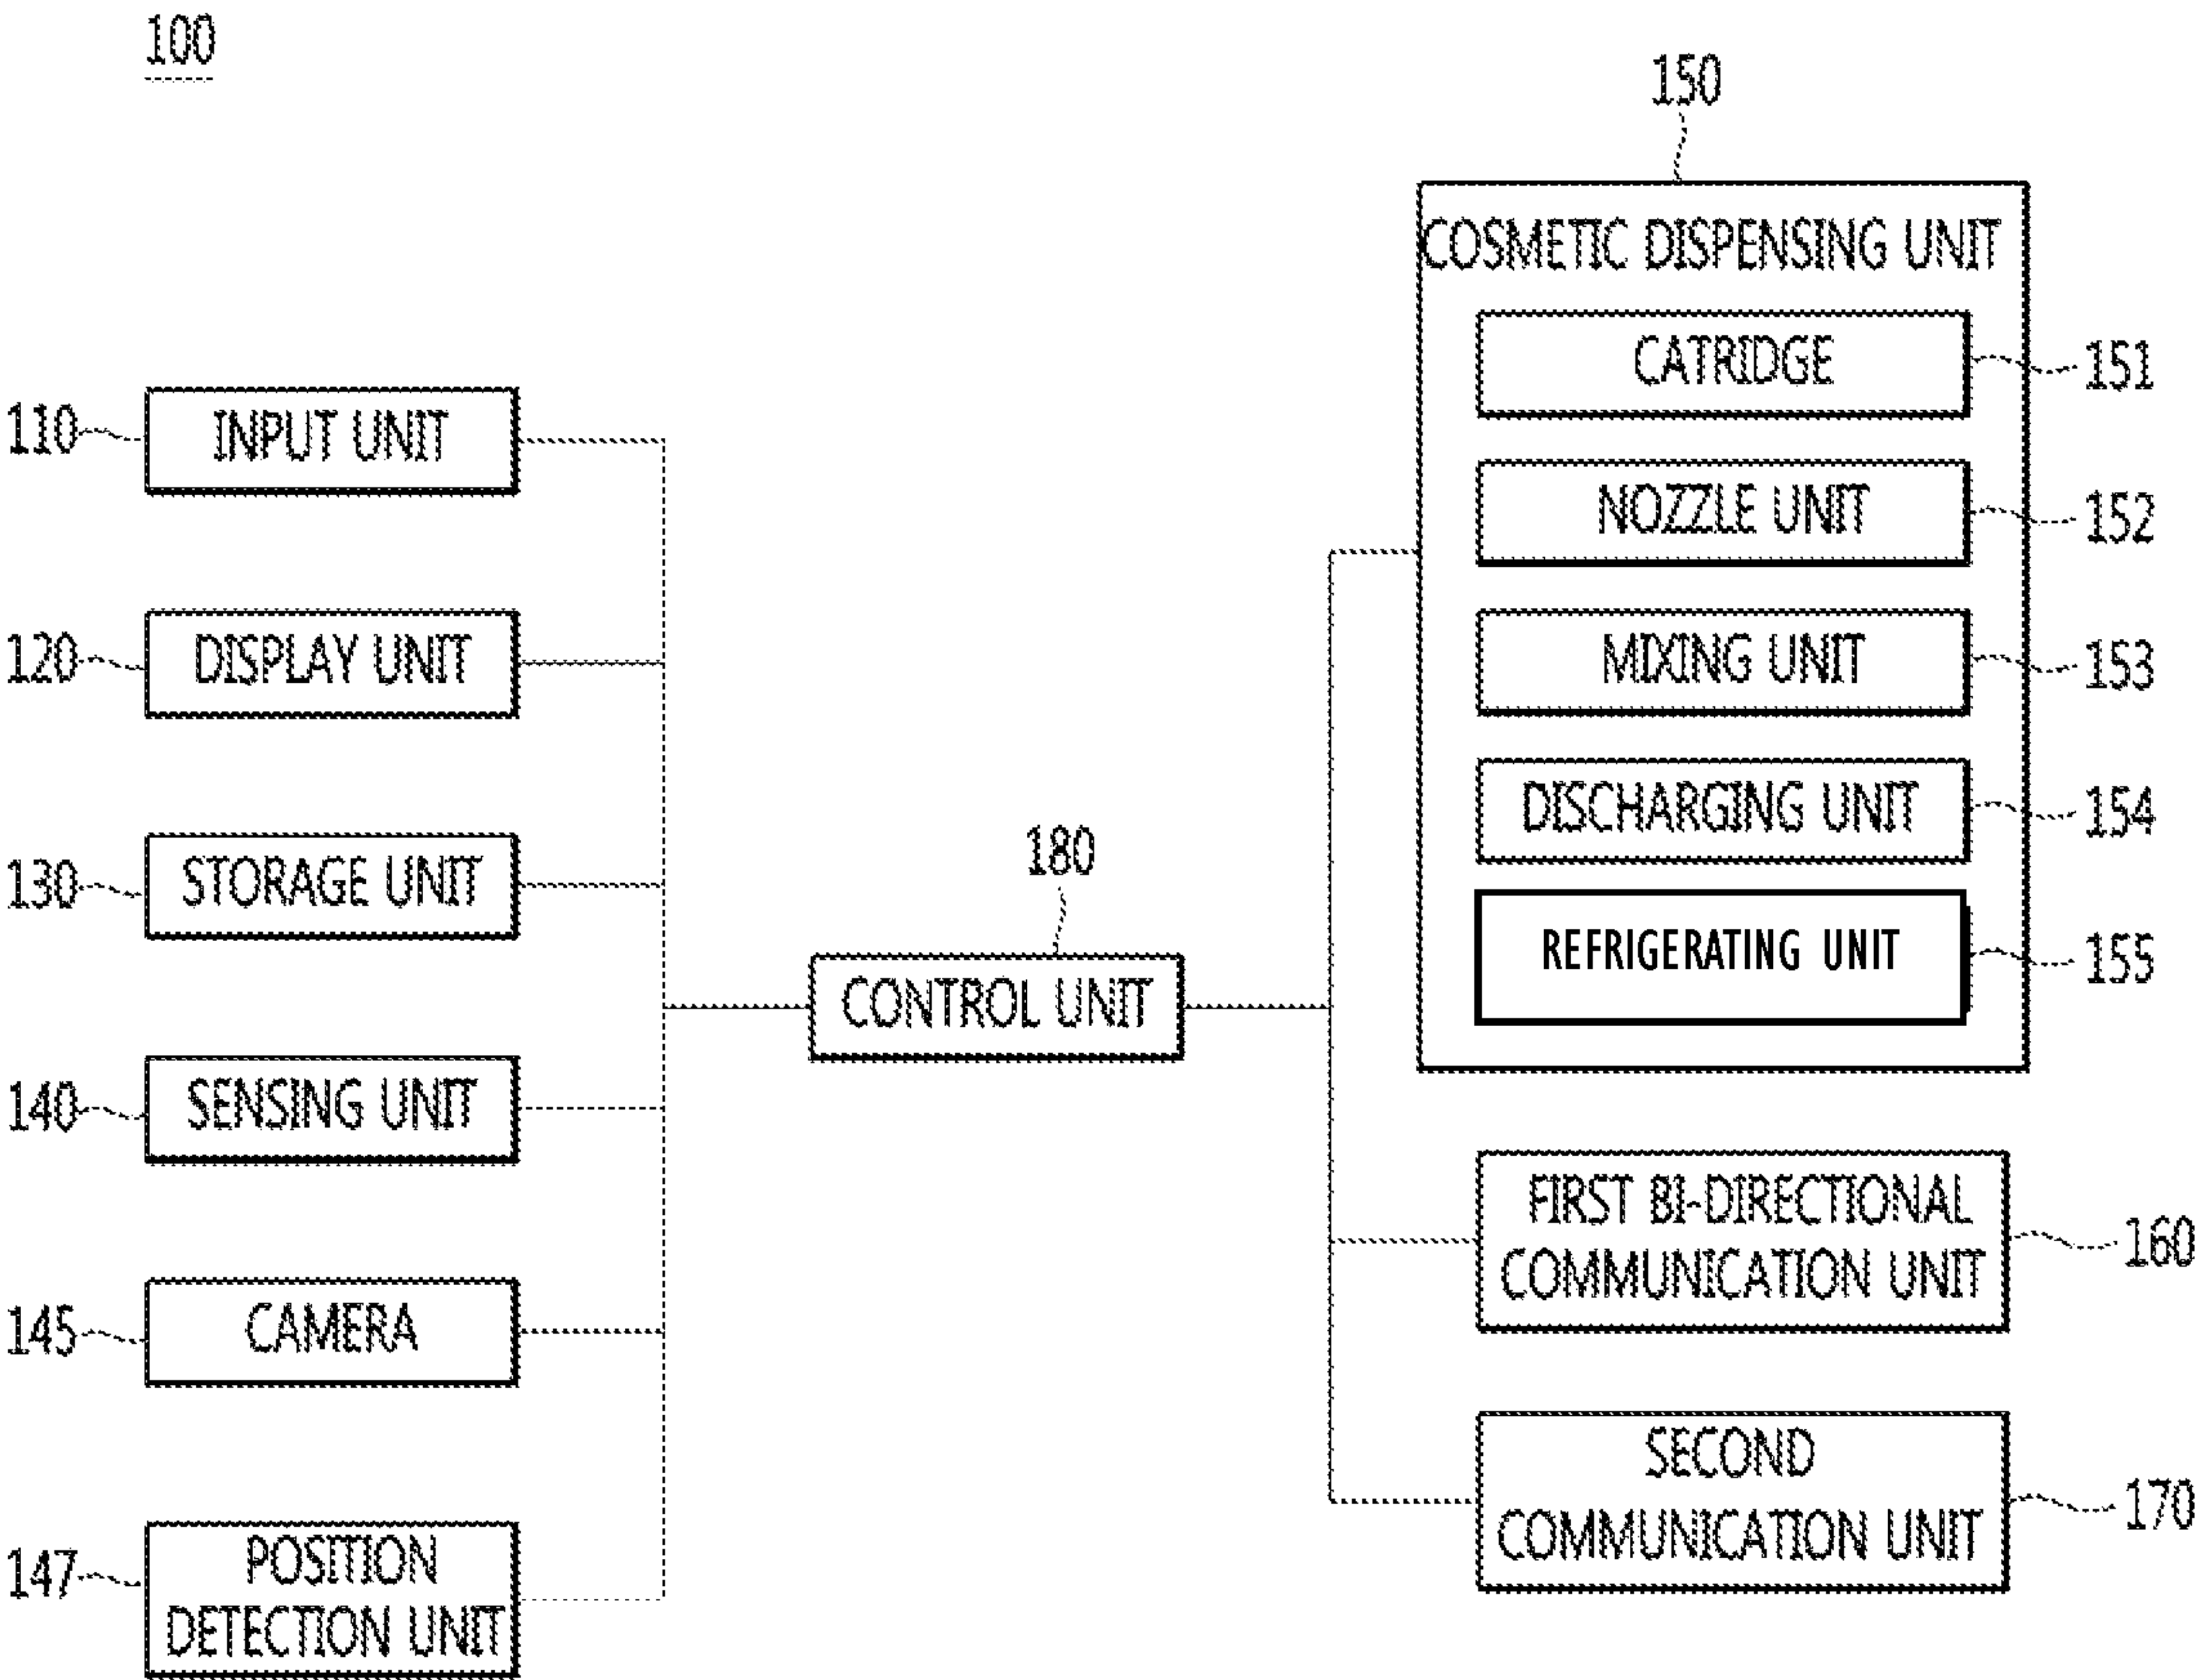 100
110
INPUT UNIT
120
DISPLAY UNIT
130
STORAGE UNIT
140
SENSING UNIT
145
CAMERA
147
POSITION
DETECTION UNIT
180
CONTROL UNIT
150
COSMETIC DISPENSING UNIT
CATRIDGE
151
NOZZLE UNIT
152
MIXING UNIT
153
DISCHARGING UNIT
154
REFRIGERATING UNIT
155
FIRST BI-DIRECTIONAL
COMMUNICATION UNIT
160
SECOND
COMMUNICATION UNIT
170